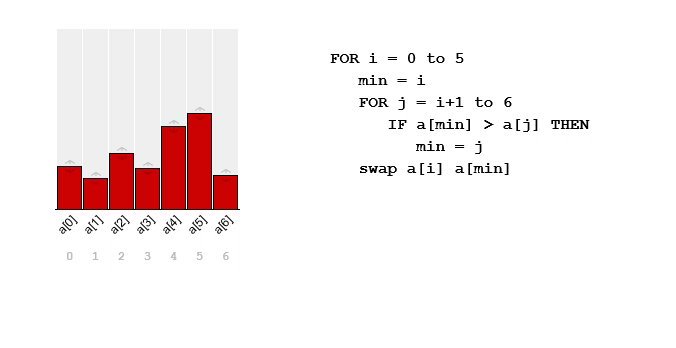 FOR i = 0 to 5
min = i
FOR j = i+1 to 6
IF a[min] > a[j] THEN
min = j
swap a[i] a[min]
a[0] a[1] a[2] a[3] a[4] a[5] a[6]
0 1 2 3 4 5 6